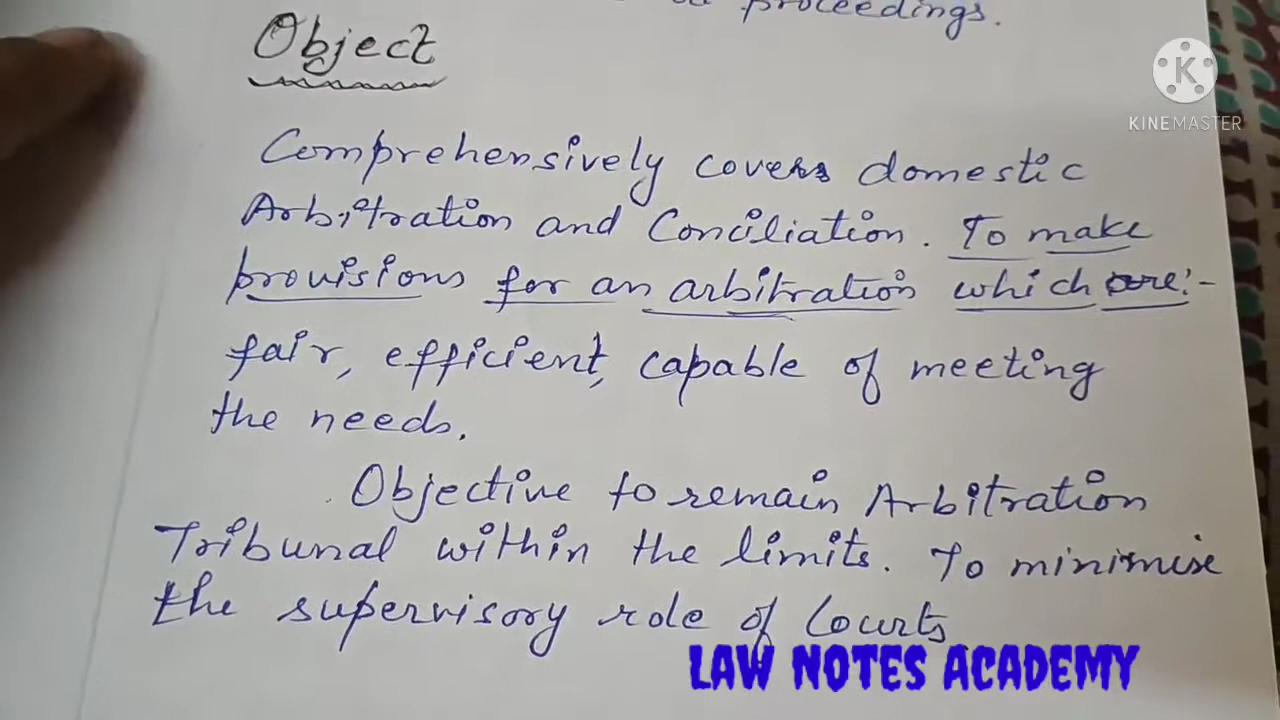 proceedings.
Object
KINEMASTER
Comprehensively covers domestic
Arbitration and Conciliation. To make
provisions for an arbitration which are:-
fair, efficient, capable of meeting
the needs.
Objective to remain Arbitration
Tribunal within the limits. To minimise
the supervisory role of Courts
LAW NOTES ACADEMY